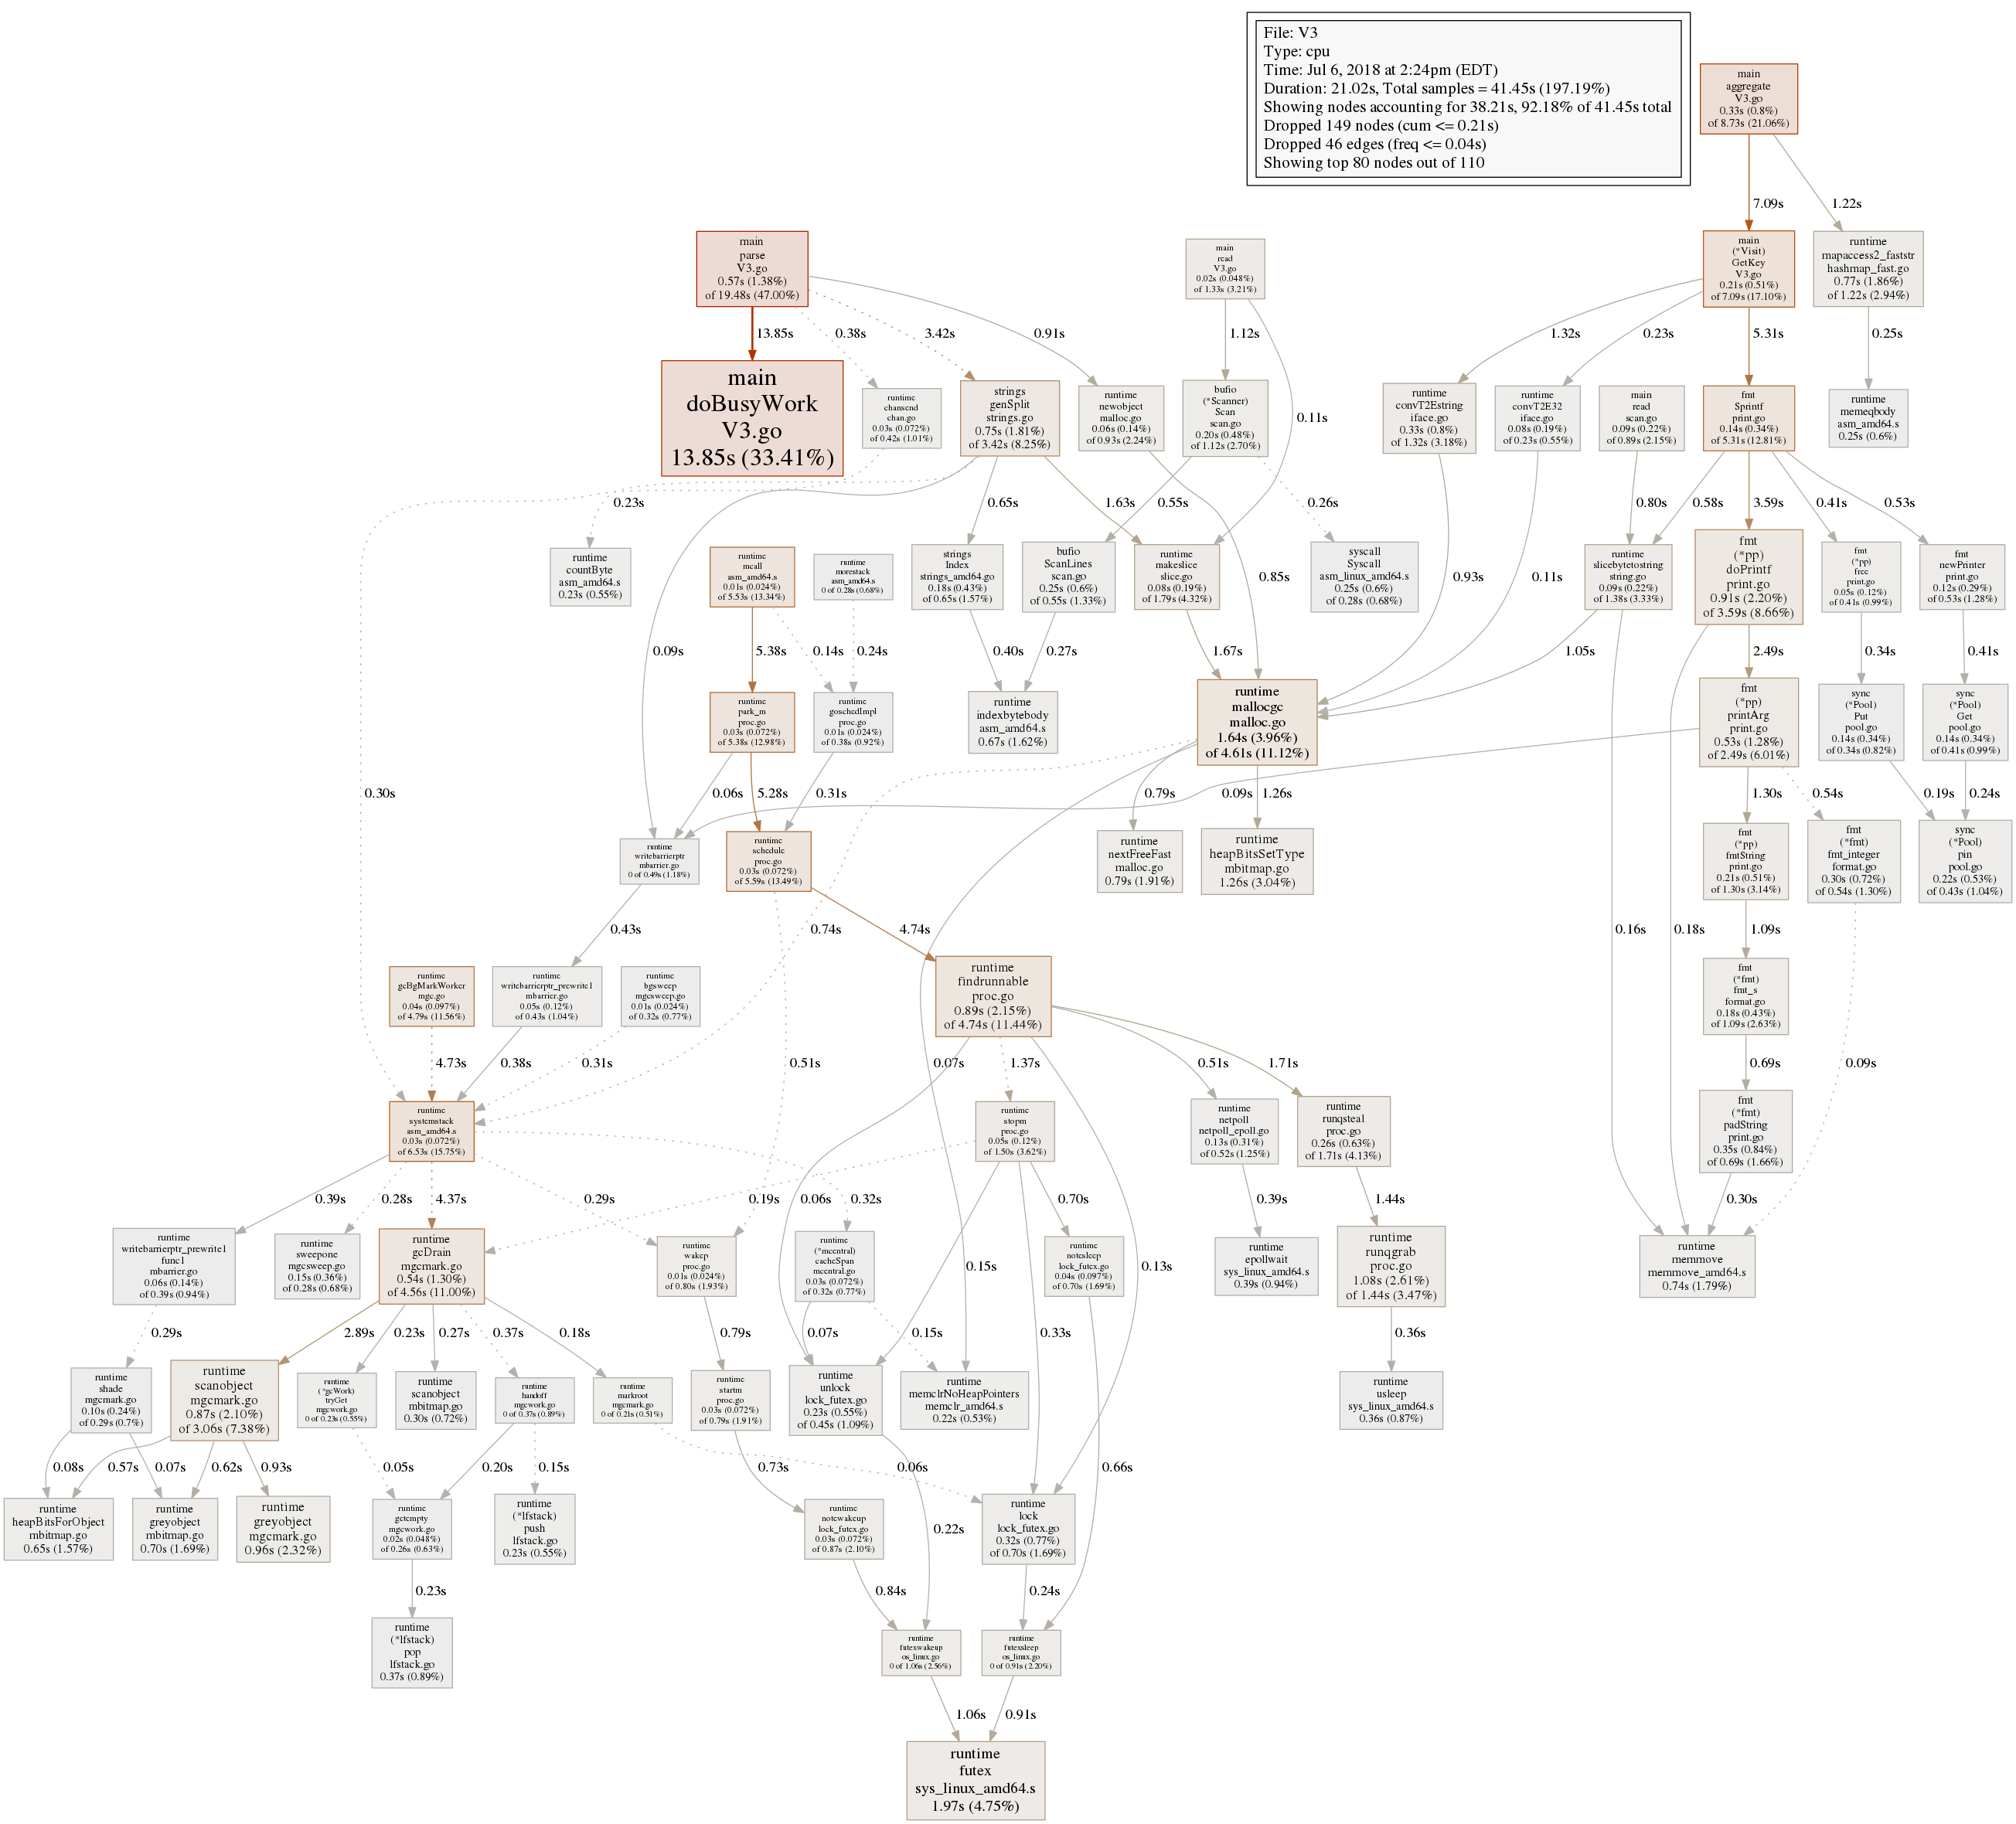 File: V3
Type: cpu
Time: Jul 6, 2018 at 2:24pm (EDT)
Duration: 21.02s, Total samples = 41.45s (197.19%)
Showing nodes accounting for 38.21s, 92.18% of 41.45s total
Dropped 149 nodes (cum <= 0.21s)
Dropped 46 edges (freq <= 0.04s)
Showing top 80 nodes out of 110
main
aggregate
V3.go
0.33s (0.8%)
of 8.73s (21.06%)
7.09s
1.22s
main
parse
V3.go
0.57s (1.38%)
of 19.48s (47.00%)
main
read
V3.go
0.02s (0.048%)
of 1.33s (3.21%)
main
(*Visit)
GetKey
V3.go
0.21s (0.51%)
of 7.09s (17.10%)
runtime
mapaccess2_faststr
hashmap_fast.go
0.77s (1.86%)
of 1.22s (2.94%)
13.85s
0.38s
3.42s
0.91s
1.12s
0.11s
1.32s
0.23s
5.31s
0.25s
main
doBusyWork
V3.go
13.85s (33.41%)
runtime
chansend
chan.go
0.03s (0.072%)
of 0.42s (1.01%)
strings
genSplit
strings.go
0.75s (1.81%)
of 3.42s (8.25%)
runtime
newobject
malloc.go
0.06s (0.14%)
of 0.93s (2.24%)
bufio
(*Scanner)
Scan
scan.go
0.20s (0.48%)
of 1.12s (2.70%)
runtime
convT2Estring
iface.go
0.33s (0.8%)
of 1.32s (3.18%)
runtime
convT2E32
iface.go
0.08s (0.19%)
of 0.23s (0.55%)
main
read
scan.go
0.09s (0.22%)
of 0.89s (2.15%)
fmt
Sprintf
print.go
0.14s (0.34%)
of 5.31s (12.81%)
runtime
memeqbody
asm_amd64.s
0.25s (0.6%)
0.23s
0.65s
1.63s
0.55s
0.26s
0.80s
0.58s
3.59s
0.41s
0.53s
runtime
countByte
asm_amd64.s
0.23s (0.55%)
runtime
mcall
asm_amd64.s
0.01s (0.024%)
of 5.53s (13.34%)
runtime
morestack
asm_amd64.s
0 of 0.28s (0.68%)
strings
Index
strings_amd64.go
0.18s (0.43%)
of 0.65s (1.57%)
bufio
ScanLines
scan.go
0.25s (0.6%)
of 0.55s (1.33%)
runtime
makeslice
slice.go
0.08s (0.19%)
of 1.79s (4.32%)
syscall
Syscall
asm_linux_amd64.s
0.25s (0.6%)
of 0.28s (0.68%)
runtime
slicebytetostring
string.go
0.09s (0.22%)
of 1.38s (3.33%)
fmt
(*pp)
doPrintf
print.go
0.91s (2.20%)
of 3.59s (8.66%)
fmt
(*pp)
free
print.go
0.05s (0.12%)
of 0.41s (0.99%)
fmt
newPrinter
print.go
0.12s (0.29%)
of 0.53s (1.28%)
0.09s
5.38s
0.14s
0.24s
0.40s
0.27s
1.67s
0.85s
0.93s
0.11s
1.05s
2.49s
0.34s
0.41s
runtime
park_m
proc.go
0.03s (0.072%)
of 5.38s (12.98%)
runtime
goschedImpl
proc.go
0.01s (0.024%)
of 0.38s (0.92%)
runtime
indexbytebody
asm_amd64.s
0.67s (1.62%)
runtime
mallocgc
malloc.go
1.64s (3.96%)
of 4.61s (11.12%)
fmt
(*pp)
printArg
print.go
0.53s (1.28%)
of 2.49s (6.01%)
sync
(*Pool)
Put
pool.go
0.14s (0.34%)
of 0.34s (0.82%)
sync
(*Pool)
Get
pool.go
0.14s (0.34%)
of 0.41s (0.99%)
0.30s
0.06s
5.28s
0.31s
0.79s
0.09s
1.26s
1.30s
0.54s
0.19s
0.24s
runtime
writebarrierptr
mbarrier.go
0 of 0.49s (1.18%)
runtime
schedule
proc.go
0.03s (0.072%)
of 5.59s (13.49%)
runtime
nextFreeFast
malloc.go
0.79s (1.91%)
runtime
heapBitsSetType
mbitmap.go
1.26s (3.04%)
fmt
(*pp)
fmtString
print.go
0.21s (0.51%)
of 1.30s (3.14%)
fmt
(*fmt)
fmt_integer
format.go
0.30s (0.72%)
of 0.54s (1.30%)
sync
(*Pool)
pin
pool.go
0.22s (0.53%)
of 0.43s (1.04%)
0.43s
0.74s
4.74s
0.16s
0.18s
1.09s
runtime
gcBgMarkWorker
mgc.go
0.04s (0.097%)
of 4.79s (11.56%)
runtime
writebarrierptr_prewrite1
mbarrier.go
0.05s (0.12%)
of 0.43s (1.04%)
runtime
bgsweep
mgcsweep.go
0.01s (0.024%)
of 0.32s (0.77%)
runtime
findrunnable
proc.go
0.89s (2.15%)
of 4.74s (11.44%)
fmt
(*fmt)
fmt_s
format.go
0.18s (0.43%)
of 1.09s (2.63%)
4.73s
0.38s
0.31s
0.51s
0.07s
1.37s
0.51s
1.71s
0.69s
0.09s
runtime
systemstack
asm_amd64.s
0.03s (0.072%)
of 6.53s (15.75%)
runtime
stopm
proc.go
0.05s (0.12%)
of 1.50s (3.62%)
runtime
netpoll
netpoll_epoll.go
0.13s (0.31%)
of 0.52s (1.25%)
runtime
runqsteal
proc.go
0.26s (0.63%)
of 1.71s (4.13%)
fmt
(*fmt)
padString
print.go
0.35s (0.84%)
of 0.69s (1.66%)
0.39s
0.28s
4.37s
0.29s
0.19s
0.06s
0.32s
0.70s
0.39s
1.44s
0.30s
runtime
writebarrierptr_prewrite1
func1
mbarrier.go
0.06s (0.14%)
of 0.39s (0.94%)
runtime
sweepone
mgcsweep.go
0.15s (0.36%)
of 0.28s (0.68%)
runtime
gcDrain
mgcmark.go
0.54s (1.30%)
of 4.56s (11.00%)
runtime
wakep
proc.go
0.01s (0.024%)
of 0.80s (1.93%)
runtime
(*mcentral)
cacheSpan
mcentral.go
0.03s (0.072%)
of 0.32s (0.77%)
0.15s
runtime
notesleep
lock_futex.go
0.04s (0.097%)
of 0.70s (1.69%)
0.13s
runtime
epollwait
sys_linux_amd64.s
0.39s (0.94%)
runtime
runqgrab
proc.go
1.08s (2.61%)
of 1.44s (3.47%)
runtime
memmove
memmove_amd64.s
0.74s (1.79%)
0.29s
2.89s
0.23s
0.27s
0.37s
0.18s
0.79s
0.07s
0.15s
0.33s
0.36s
runtime
shade
mgcmark.go
0.10s (0.24%)
of 0.29s (0.7%)
runtime
scanobject
mgcmark.go
0.87s (2.10%)
of 3.06s (7.38%)
runtime
(*gcWork)
tryGet
mgcwork.go
0 of 0.23s (0.55%)
runtime
scanobject
mbitmap.go
0.30s (0.72%)
runtime
handoff
mgcwork.go
0 of 0.37s (0.89%)
runtime
markroot
mgcmark.go
0 of 0.21s (0.51%)
runtime
startm
proc.go
0.03s (0.072%)
of 0.79s (1.91%)
runtime
unlock
lock_futex.go
0.23s (0.55%)
of 0.45s (1.09%)
runtime
memclrNoHeapPointers
memclr_amd64.s
0.22s (0.53%)
runtime
usleep
sys_linux_amd64.s
0.36s (0.87%)
0.08s
0.57s
0.07s
0.62s
0.93s
0.05s
0.20s
0.15s
0.73s
0.06s
0.66s
runtime
heapBitsForObject
mbitmap.go
0.65s (1.57%)
runtime
greyobject
mbitmap.go
0.70s (1.69%)
runtime
greyobject
mgcmark.go
0.96s (2.32%)
runtime
getempty
mgcwork.go
0.02s (0.048%)
of 0.26s (0.63%)
runtime
(*lfstack)
push
lfstack.go
0.23s (0.55%)
runtime
notewakeup
lock_futex.go
0.03s (0.072%)
of 0.87s (2.10%)
0.22s
runtime
lock
lock_futex.go
0.32s (0.77%)
of 0.70s (1.69%)
0.23s
0.84s
0.24s
runtime
(*lfstack)
pop
lfstack.go
0.37s (0.89%)
runtime
futexwakeup
os_linux.go
0 of 1.06s (2.56%)
runtime
futexsleep
os_linux.go
0 of 0.91s (2.20%)
1.06s
0.91s
runtime
futex
sys_linux_amd64.s
1.97s (4.75%)